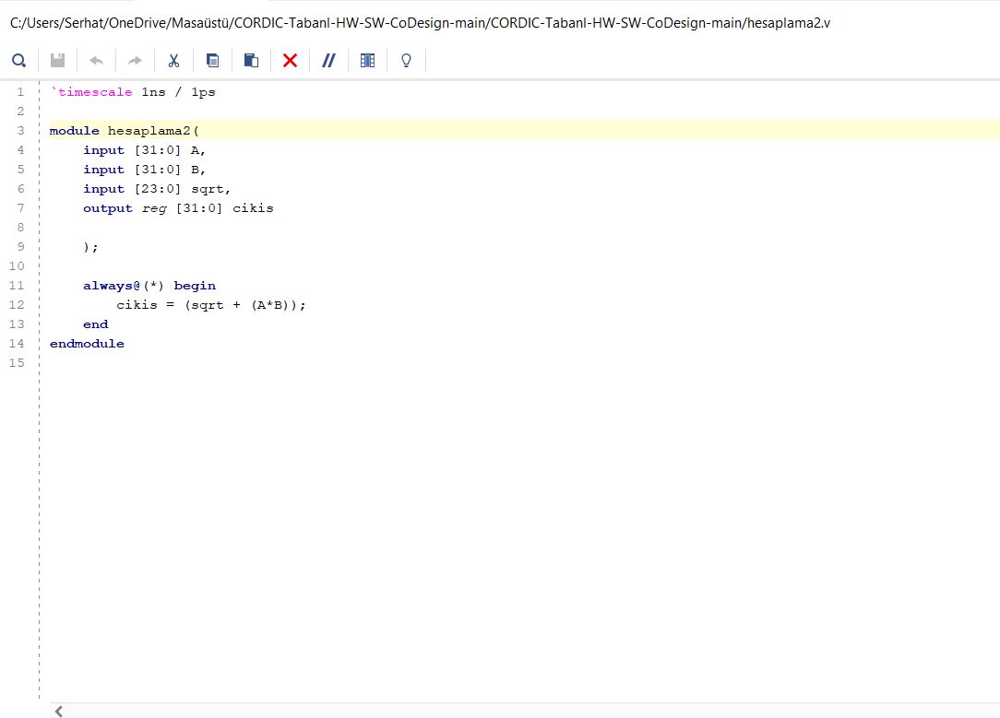 C:/Users/Serhat/OneDrive/Masaüstü/CORDIC-Tabanl-HW-SW-CoDesign-main/CORDIC-Tabanl-HW-SW-CoDesign-main/hesaplama2.v
1 `timescale 1ns / 1ps
2
3 module hesaplama2(
4 input [31:0] A,
5 input [31:0] B,
6 input [23:0] sqrt,
7 output reg [31:0] cikis
8
9 );
10
11 always@(*) begin
12 cikis = (sqrt + (A*B));
13 end
14 endmodule
15